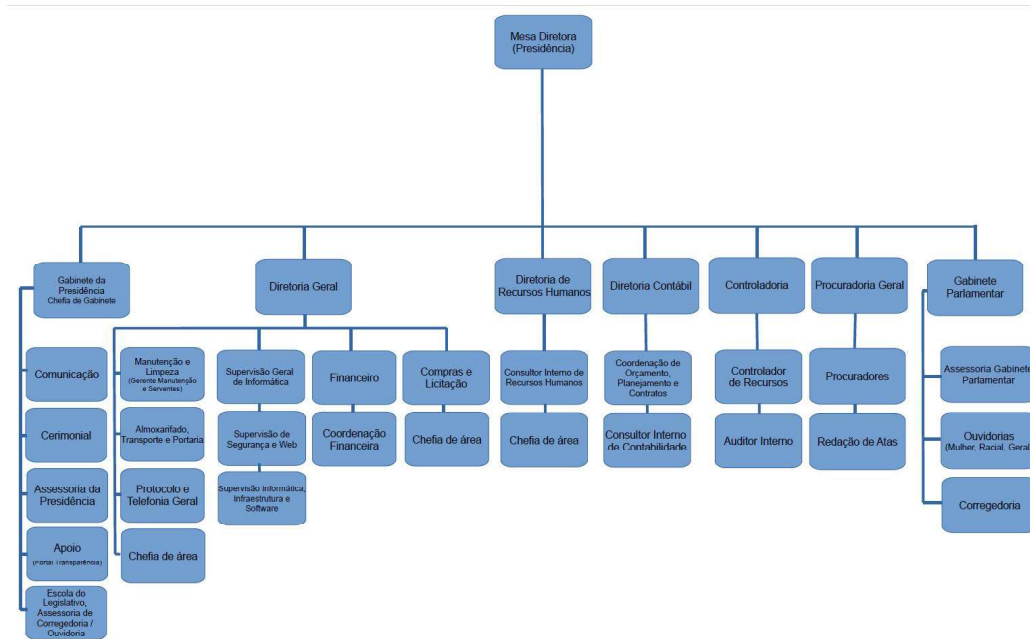 Mesa Diretora
(Presidência)
Gabinete da
Presidência
Chefia de Gabinete
Diretoria Geral
Diretoria de
Recursos Humanos
Diretoria Contábil
Controladoria
Procuradoria Geral
Gabinete
Parlamentar
Comunicação
Cerimonial
Assessoria da
Presidência
Apoio
(Portal Transparência)
Escola do
Legislativo,
Assessoria de
Corregedoria /
Ouvidoria
Manutenção e
Limpeza
(Gerente Manutenção
e Serventes)
Almoxarifado,
Transporte e Portaria
Protocolo e
Telefonia Geral
Chefia de área
Supervisão Geral
de Informática
Supervisão de
Segurança e Web
Supervisão Informática,
Infraestrutura e
Software
Financeiro
Coordenação
Financeira
Compras e
Licitação
Chefia de área
Consultor Interno de
Recursos Humanos
Chefia de área
Coordenação de
Orçamento,
Planejamento e
Contratos
Consultor Interno
de Contabilidade
Controlador
de Recursos
Auditor Interno
Procuradores
Redação de Atas
Assessoria Gabinete
Parlamentar
Ouvidorias
(Mulher, Racial, Geral)
Corregedoria